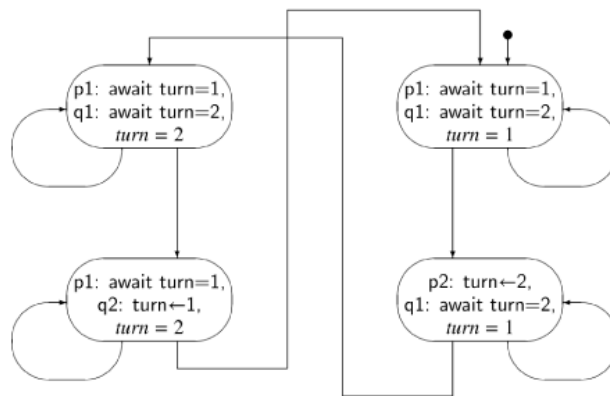 p1: await turn=1,
q1: await turn=2,
turn = 2
p1: await turn=1,
q1: await turn=2,
turn = 1
p1: await turn=1,
q2: turn←1,
turn = 2
p2: turn←2,
q1: await turn=2,
turn = 1